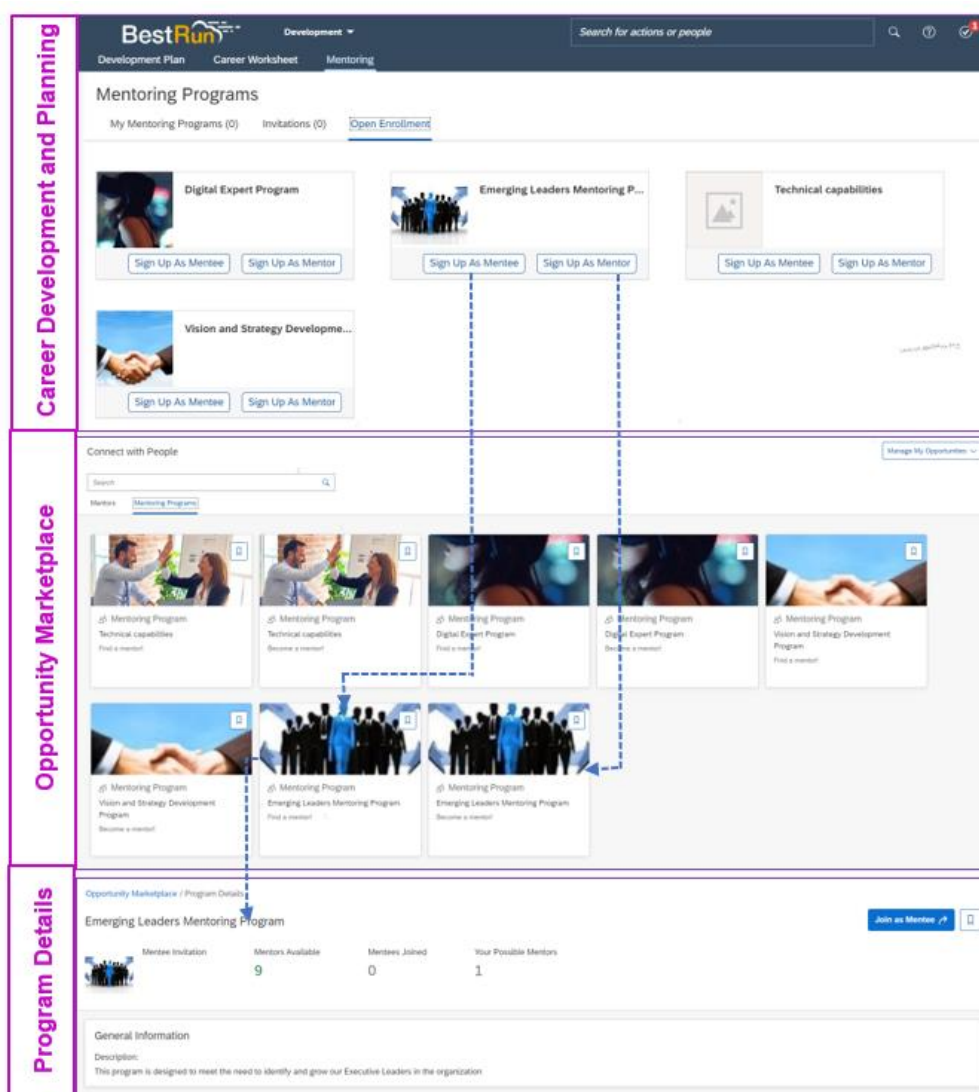 Career Development and Planning
BestRun
Development
Search for actions or people
1
Development Plan Career Worksheet Mentoring
Mentoring Programs
My Mentoring Programs (0) Invitations (0) Open Enrollment
Digital Expert Program
Emerging Leaders Mentoring P...
Technical capabilities
Sign Up As Mentee Sign Up As Mentor
Sign Up As Mentee Sign Up As Mentor
Sign Up As Mentee Sign Up As Mentor
Vision and Strategy Developme...
Sign Up As Mentee Sign Up As Mentor
Opportunity Marketplace
Connect with People
Manage My Opportunities
Search
Mentors Mentoring Programs
Mentoring Program
Technical capabilities
Find a mentor!
Mentoring Program
Technical capabilities
Become a mentor!
Mentoring Program
Digital Expert Program
Find a mentor!
Mentoring Program
Digital Expert Program
Become a mentor!
Mentoring Program
Vision and Strategy Development
Program
Find a mentor!
Mentoring Program
Vision and Strategy Development
Program
Become a mentor!
Mentoring Program
Emerging Leaders Mentoring Program
Find a mentor!
Mentoring Program
Emerging Leaders Mentoring Program
Become a mentor!
Program Details
Opportunity Marketplace / Program Details
Emerging Leaders Mentoring Program
Join as Mentee
Mentee Invitation
Mentors Available
9
Mentees Joined
0
Your Possible Mentors
1
General Information
Description:
This program is designed to meet the need to identify and grow our Executive Leaders in the organization